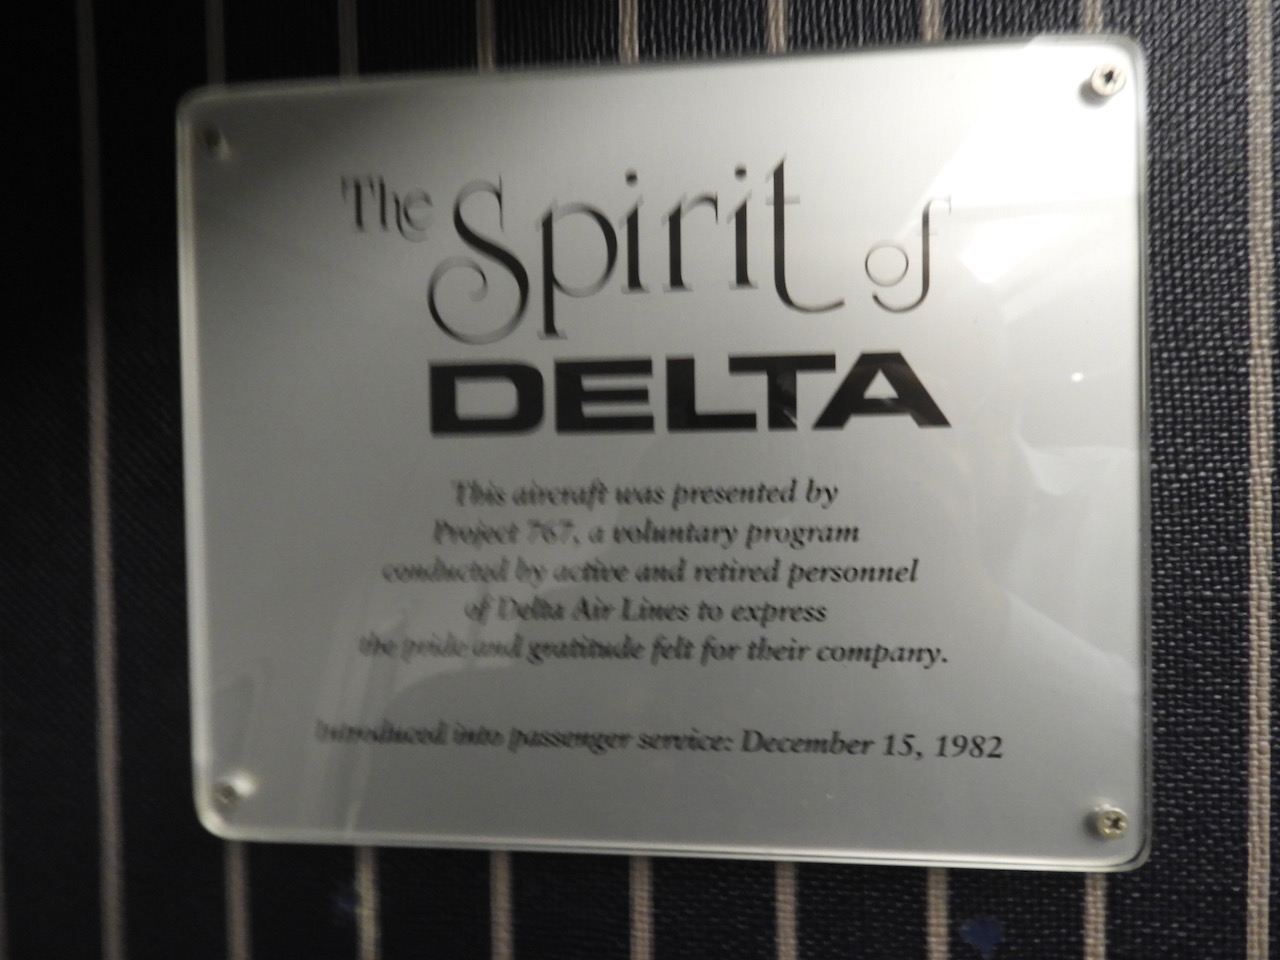 The Spirit of
DELTA
This aircraft was presented by
Project 767, a voluntary program
conducted by active and retired personnel
of Delta Air Lines to express
the pride and gratitude felt for their company.
Introduced into passenger service: December 15, 1982